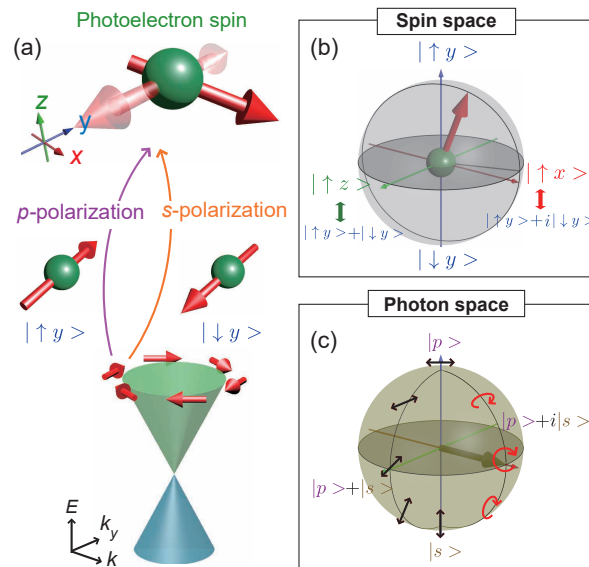 Photoelectron spin
(a)
z
y
x
p-polarization
s-polarization
| ↑ y >
| ↓ y >
E
k_y
k
Spin space
(b)
| ↑ y >
| ↑ z >
| ↑ x >
| ↑ y >+| ↓ y >
| ↑ y >+i| ↓ y >
| ↓ y >
Photon space
(c)
|p >
|p >+i|s >
|p >+|s >
|s >